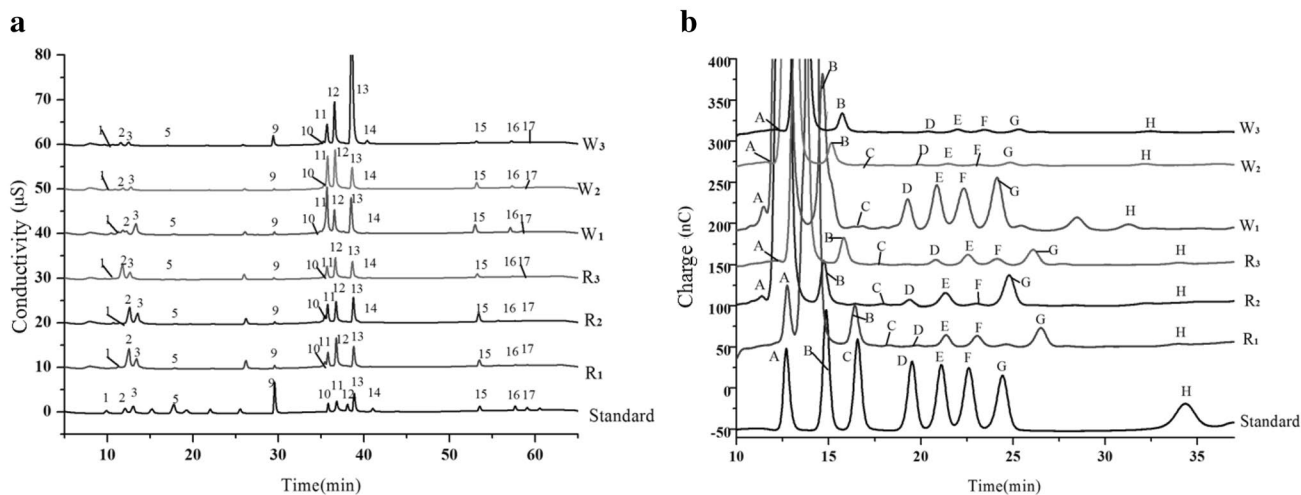 a
80
70
60
50
40
30
20
10
0
Conductivity (μS)
1 2 3 5 9 10 11 12 13 14 15 16 17 W3
1 2 3 5 9 10 11 12 13 14 15 16 17 W2
1 2 3 5 9 10 11 12 13 14 15 16 17 W1
1 2 3 5 9 10 11 12 13 14 15 16 17 R3
1 2 3 5 9 10 11 12 13 14 15 16 17 R2
1 2 3 5 9 10 11 12 13 14 15 16 17 R1
1 2 3 5 9 10 11 12 13 14 15 16 17 Standard
10 20 30 40 50 60
Time(min)
b
400
350
300
250
200
150
100
50
0
-50
Charge (nC)
A B D E F G H W3
A B C D E F G H W2
A B C D E F G H W1
A B C D E F G H R3
A B C D E F G H R2
A B C D E F G H R1
A B C D E F G H Standard
10 15 20 25 30 35
Time(min)